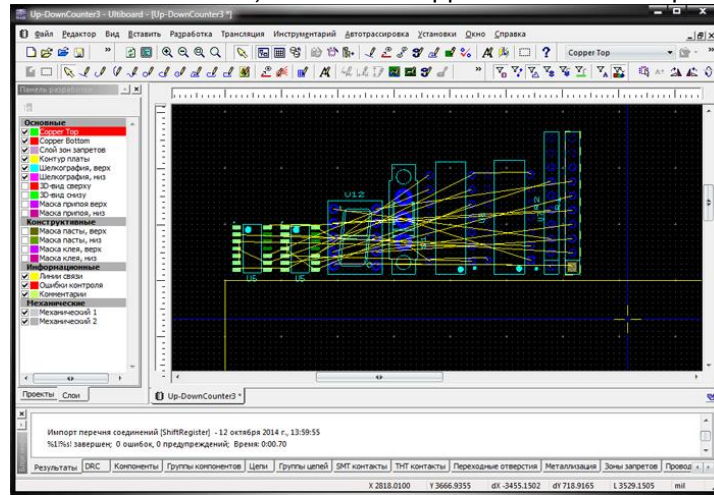 Up-DownCounter3 - Ultiboard - [Up-DownCounter3 *]
Файл Редактор Вид Вставить Разработка Трансляция Инструментарий Автотрассировка Установки Окно Справка
Copper Top
Панель разработки
Основные
Copper Top
Copper Bottom
Слой зон запретов
Контур платы
Шелкография, верх
Шелкография, низ
3D-вид сверху
3D-вид снизу
Маска припоя верх
Маска припоя, низ
Конструктивные
Маска пасты, верх
Маска пасты, низ
Маска клея, верх
Маска клея, низ
Информационные
Линии связи
Ошибки контроля
Комментарии
Механические
Механический 1
Механический 2
U12
U6
U5
Проекты Слои
Up-DownCounter3 *
Импорт перечня соединений [ShiftRegister] - 12 октября 2014 г., 13:59:55
%1!%s! завершен; 0 ошибок, 0 предупреждений; Время: 0:00.70
Результаты DRC Компоненты Группы компонентов Цепи Группы цепей SMT контакты THT контакты Переходные отверстия Металлизация Зоны запретов Провод
X 2818.0100 Y 3666.9355 dX -3455.1502 dY 718.9165 L 3529.1505 mil